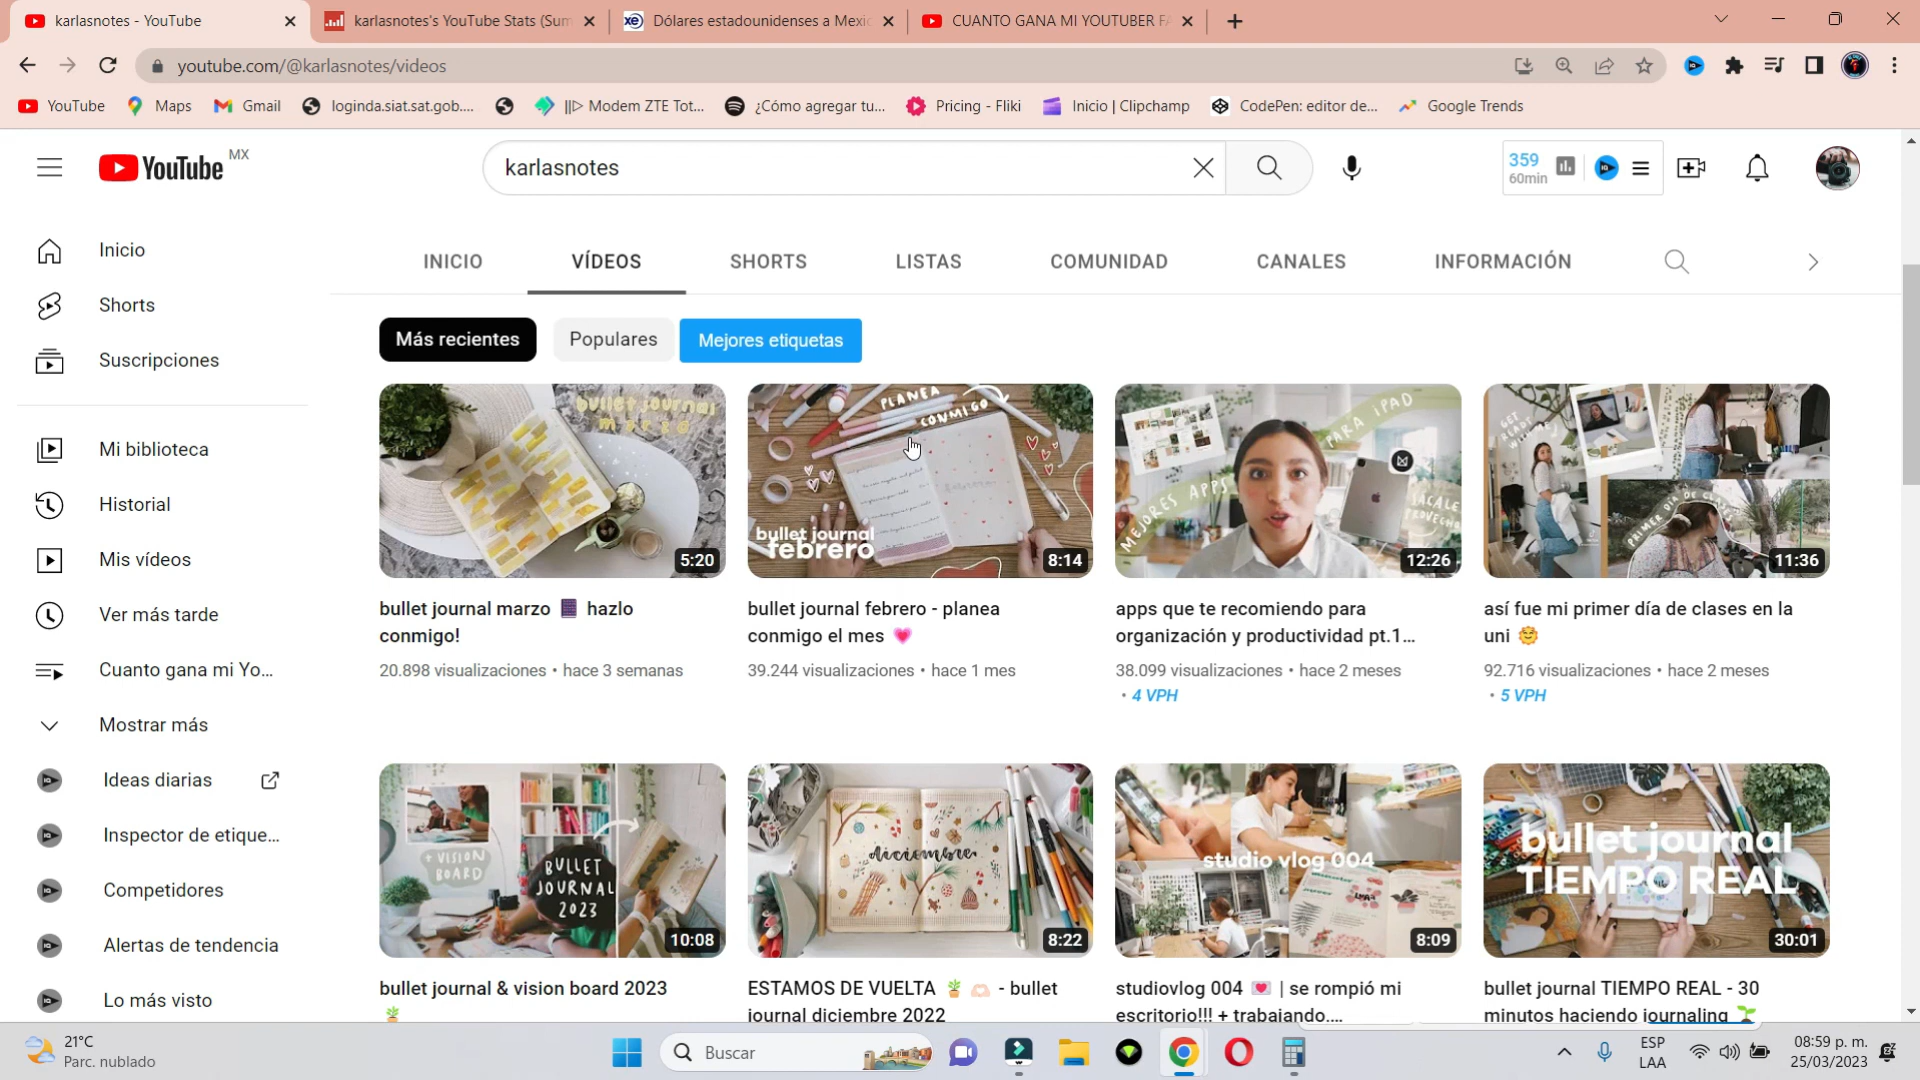 karlasnotes - YouTube
karlasnotes's YouTube Stats (Sum
Dólares estadounidenses a Mexic
CUANTO GANA MI YOUTUBER FA
youtube.com/@karlasnotes/videos
YouTube
Maps
Gmail
loginda.siat.sat.gob....
||▷ Modem ZTE Tot...
¿Cómo agregar tu...
Pricing - Fliki
Inicio | Clipchamp
CodePen: editor de...
Google Trends
YouTube MX
karlasnotes
359
60min
Inicio
Shorts
Suscripciones
Mi biblioteca
Historial
Mis vídeos
Ver más tarde
Cuanto gana mi Yo...
Mostrar más
Ideas diarias
Inspector de etique...
Competidores
Alertas de tendencia
Lo más visto
INICIO
VÍDEOS
SHORTS
LISTAS
COMUNIDAD
CANALES
INFORMACIÓN
Más recientes
Populares
Mejores etiquetas
bullet journal
marzo
5:20
bullet journal marzo 📓 hazlo
conmigo!
20.898 visualizaciones • hace 3 semanas
PLANEA
CONMIGO
bullet journal
febrero
8:14
bullet journal febrero - planea
conmigo el mes 💗
39.244 visualizaciones • hace 1 mes
MEJORES APPS
PARA iPAD
SÁCALE
PROVECHO
12:26
apps que te recomiendo para
organización y productividad pt.1...
38.099 visualizaciones • hace 2 meses
• 4 VPH
GET
READY
PRIMER DÍA DE CLASES
11:36
así fue mi primer día de clases en la
uni 🤗
92.716 visualizaciones • hace 2 meses
• 5 VPH
+ VISION
BOARD
BULLET
JOURNAL
2023
10:08
bullet journal & vision board 2023
🪴
diciembre
8:22
ESTAMOS DE VUELTA 🪴 🫶🏻 - bullet
journal diciembre 2022
studio vlog 004
8:09
studiovlog 004 💌 | se rompió mi
escritorio!!! + trabajando....
bullet journal
TIEMPO REAL
30:01
bullet journal TIEMPO REAL - 30
minutos haciendo journaling 🌱
21°C
Parc. nublado
Buscar
ESP
LAA
08:59 p. m.
25/03/2023